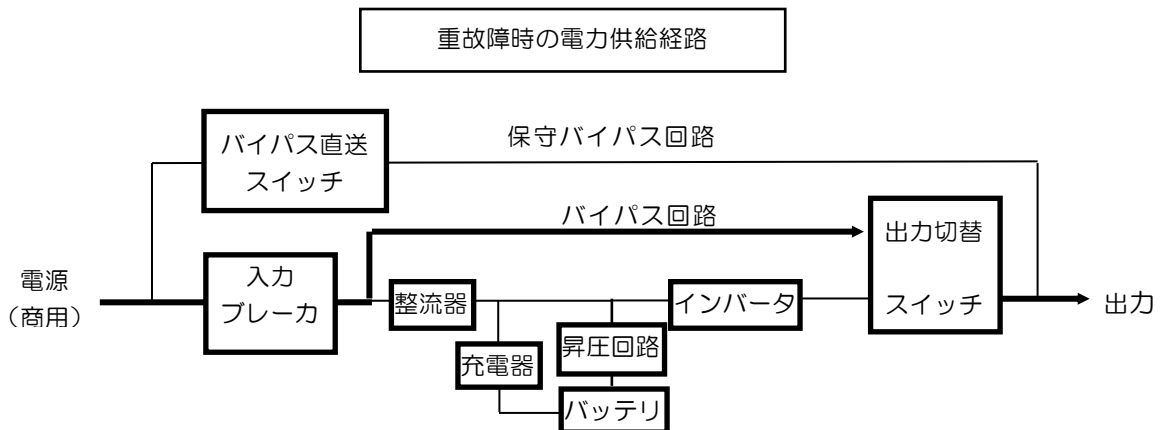 重故障時の電力供給経路
バイパス直送
スイッチ
保守バイパス回路
バイパス回路
出力切替
スイッチ
電源
（商用）
入力
ブレーカ
整流器
インバータ
出力
充電器
昇圧回路
バッテリ